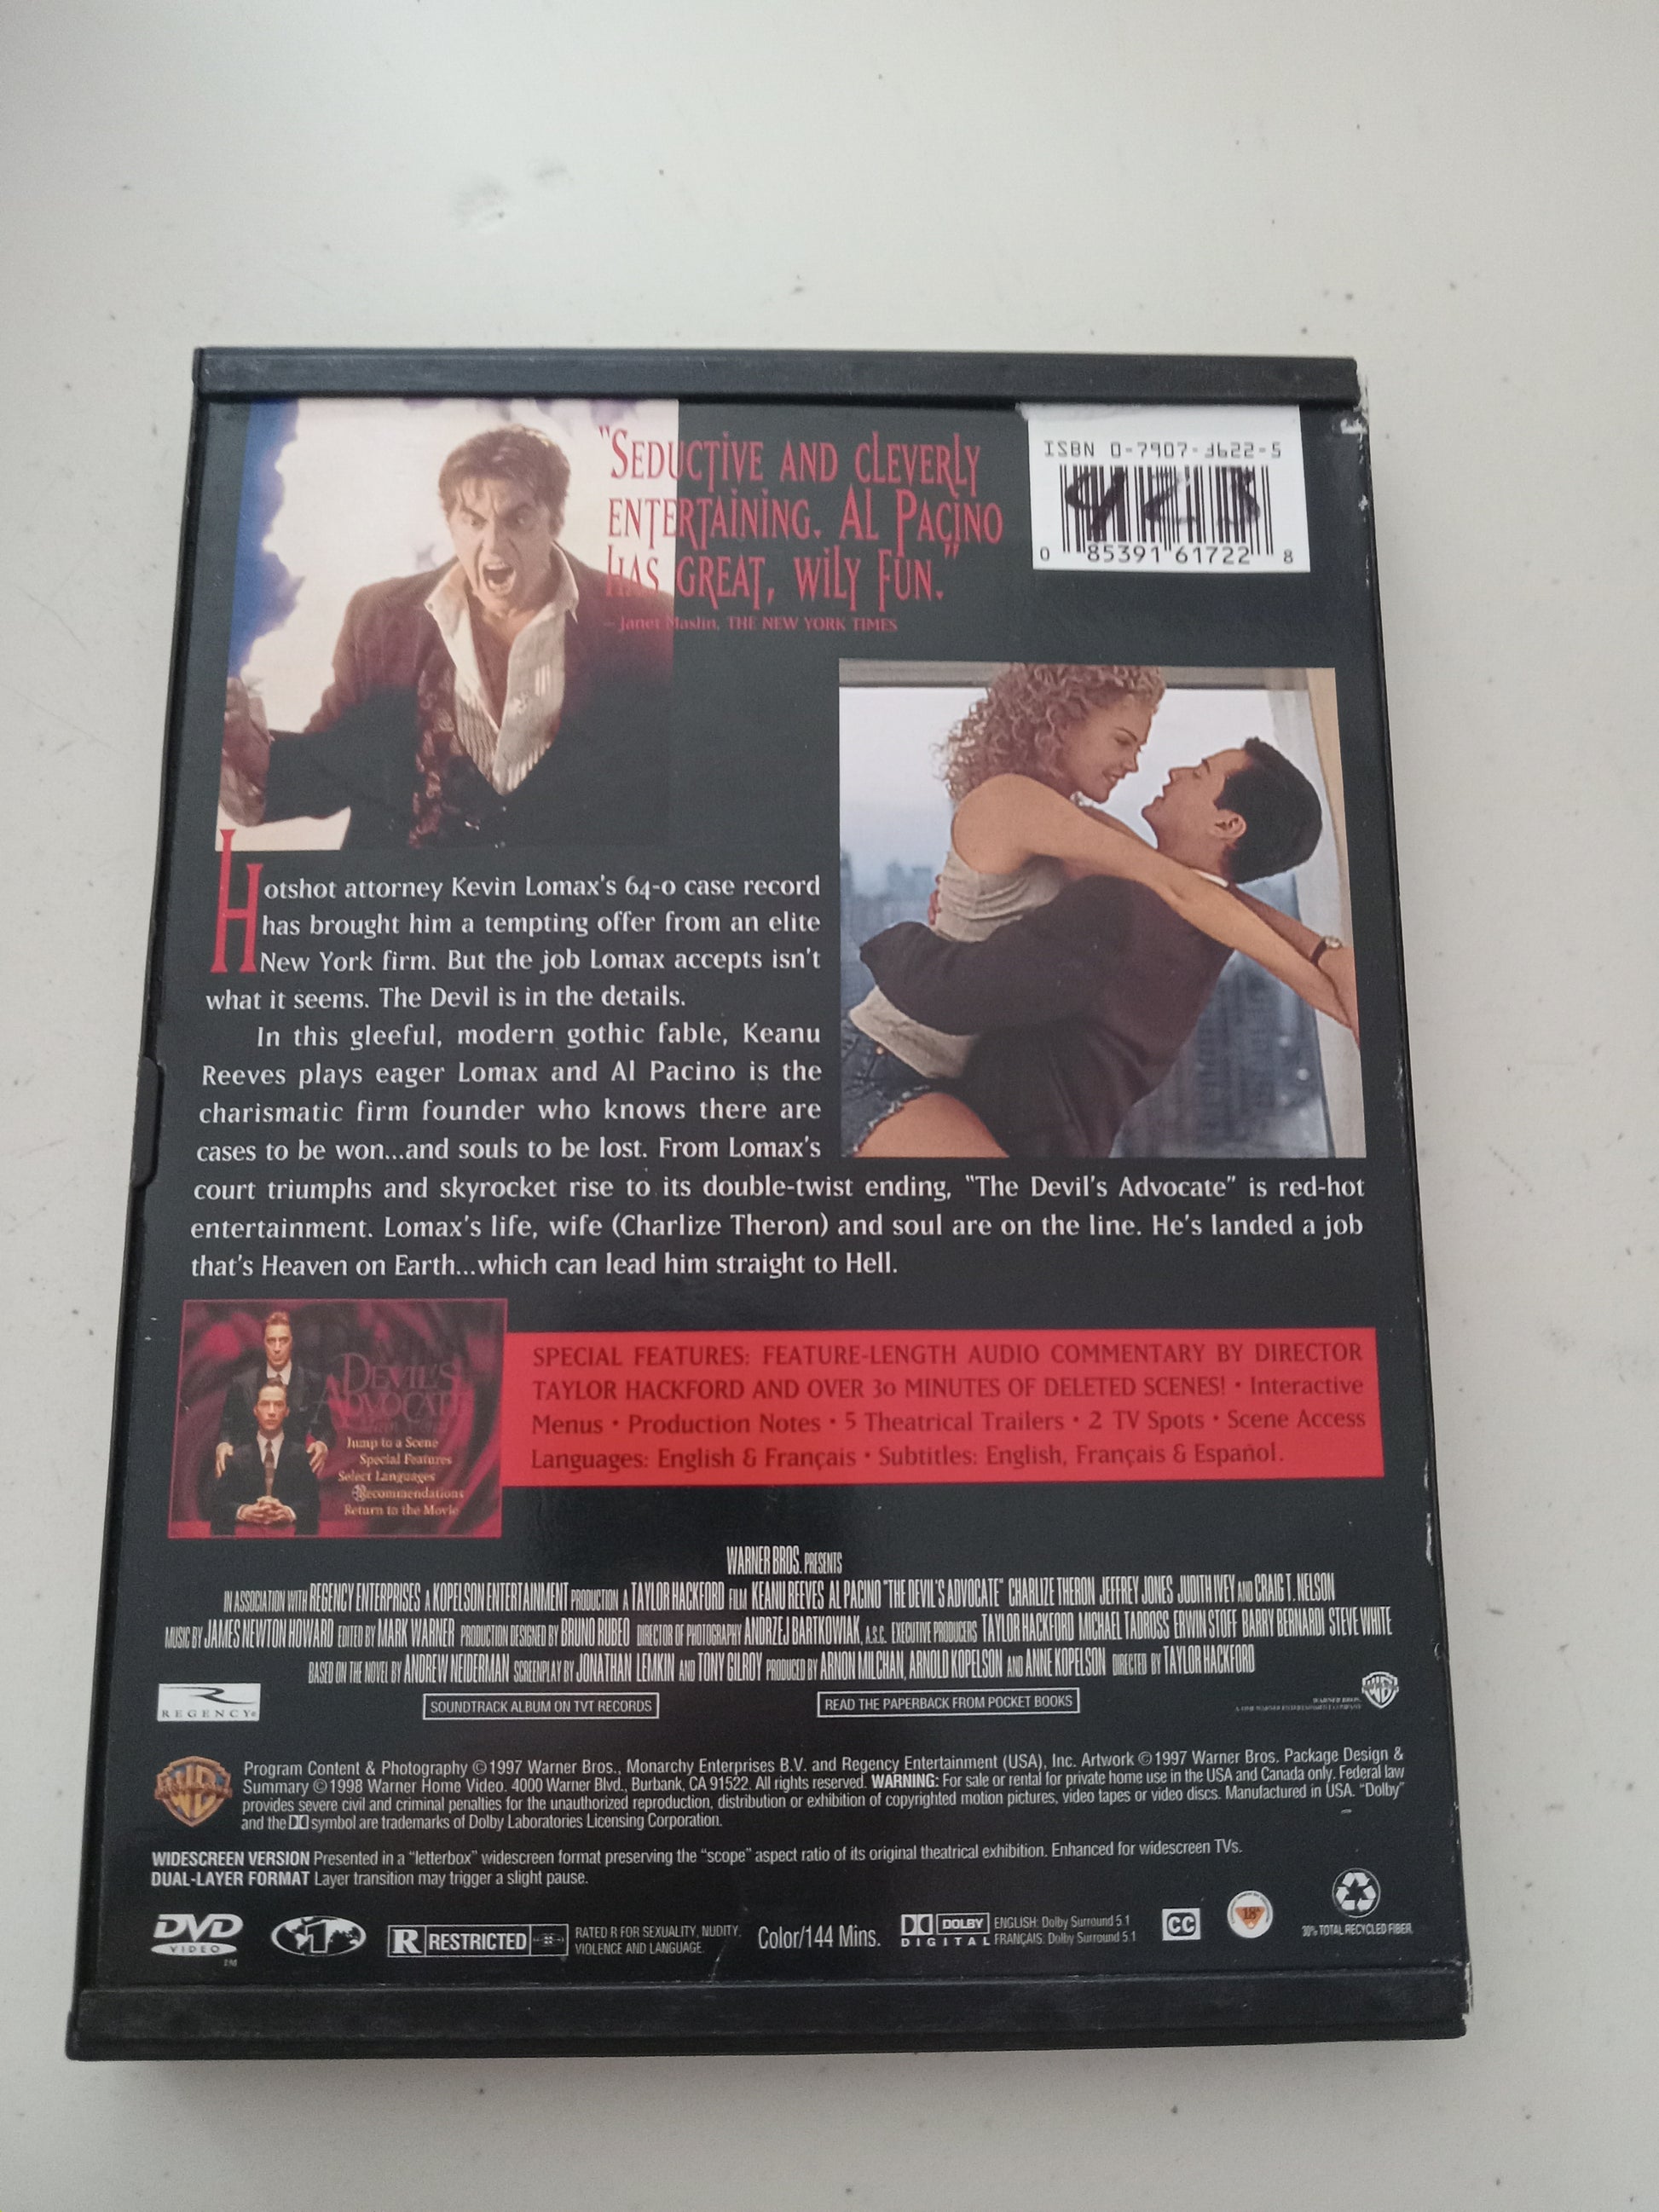 "SEDUCTIVE AND CLEVERLY
ENTERTAINING. AL PACINO
HAS GREAT, WILY FUN."
– Janet Maslin, THE NEW YORK TIMES
ISBN 0-7907-3622-5
423
0 85391 61722 8
Hotshot attorney Kevin Lomax's 64-0 case record
has brought him a tempting offer from an elite
New York firm. But the job Lomax accepts isn't
what it seems. The Devil is in the details.
In this gleeful, modern gothic fable, Keanu
Reeves plays eager Lomax and Al Pacino is the
charismatic firm founder who knows there are
cases to be won...and souls to be lost. From Lomax's
court triumphs and skyrocket rise to its double-twist ending, "The Devil's Advocate" is red-hot
entertainment. Lomax's life, wife (Charlize Theron) and soul are on the line. He's landed a job
that's Heaven on Earth...which can lead him straight to Hell.
DEVIL'S
ADVOCATE
Jump to a Scene
Special Features
Select Languages
Recommendations
Return to the Movie
SPECIAL FEATURES: FEATURE-LENGTH AUDIO COMMENTARY BY DIRECTOR
TAYLOR HACKFORD AND OVER 30 MINUTES OF DELETED SCENES! • Interactive
Menus • Production Notes • 5 Theatrical Trailers • 2 TV Spots • Scene Access
Languages: English & Français • Subtitles: English, Français & Español.
WARNER BROS. PRESENTS
IN ASSOCIATION WITH REGENCY ENTERPRISES A KOPELSON ENTERTAINMENT PRODUCTION A TAYLOR HACKFORD FILM KEANU REEVES AL PACINO "THE DEVIL'S ADVOCATE" CHARLIZE THERON JEFFREY JONES JUDITH IVEY AND CRAIG T. NELSON
MUSIC BY JAMES NEWTON HOWARD EDITED BY MARK WARNER PRODUCTION DESIGNED BY BRUNO RUBEO DIRECTOR OF PHOTOGRAPHY ANDRZEJ BARTKOWIAK, A.S.C. EXECUTIVE PRODUCERS TAYLOR HACKFORD MICHAEL TADROSS ERWIN STOFF BARRY BERNARDI STEVE WHITE
BASED ON THE NOVEL BY ANDREW NEIDERMAN SCREENPLAY BY JONATHAN LEMKIN AND TONY GILROY PRODUCED BY ARNON MILCHAN, ARNOLD KOPELSON AND ANNE KOPELSON DIRECTED BY TAYLOR HACKFORD
REGENCY®
SOUNDTRACK ALBUM ON TVT RECORDS
READ THE PAPERBACK FROM POCKET BOOKS
WARNER BROS.
Program Content & Photography ©1997 Warner Bros., Monarchy Enterprises B.V. and Regency Entertainment (USA), Inc. Artwork ©1997 Warner Bros. Package Design &
Summary ©1998 Warner Home Video. 4000 Warner Blvd., Burbank, CA 91522. All rights reserved. WARNING: For sale or rental for private home use in the USA and Canada only. Federal law
provides severe civil and criminal penalties for the unauthorized reproduction, distribution or exhibition of copyrighted motion pictures, video tapes or video discs. Manufactured in USA. "Dolby"
and the DD symbol are trademarks of Dolby Laboratories Licensing Corporation.
WIDESCREEN VERSION Presented in a "letterbox" widescreen format preserving the "scope" aspect ratio of its original theatrical exhibition. Enhanced for widescreen TVs.
DUAL-LAYER FORMAT Layer transition may trigger a slight pause.
DVD
VIDEO
TM
1
R RESTRICTED
RATED R FOR SEXUALITY, NUDITY,
VIOLENCE AND LANGUAGE.
Color/144 Mins.
DOLBY
DIGITAL
ENGLISH: Dolby Surround 5.1
FRANÇAIS: Dolby Surround 5.1
CC
18
30% TOTAL RECYCLED FIBER